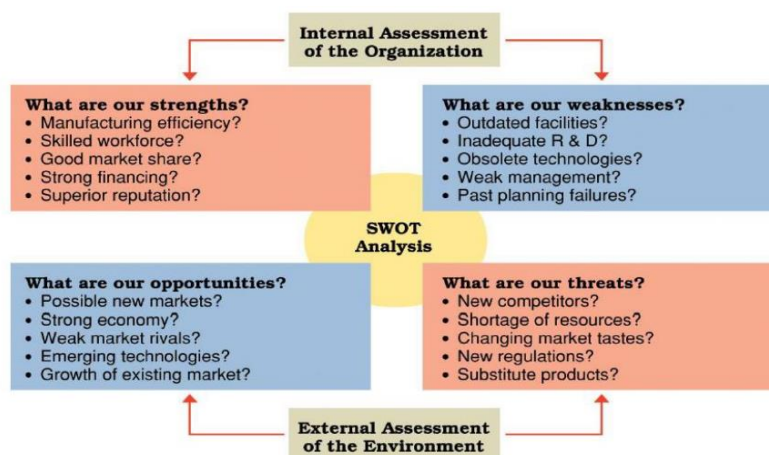 Internal Assessment
of the Organization
What are our strengths?
• Manufacturing efficiency?
• Skilled workforce?
• Good market share?
• Strong financing?
• Superior reputation?
What are our weaknesses?
• Outdated facilities?
• Inadequate R & D?
• Obsolete technologies?
• Weak management?
• Past planning failures?
SWOT
Analysis
What are our opportunities?
• Possible new markets?
• Strong economy?
• Weak market rivals?
• Emerging technologies?
• Growth of existing market?
What are our threats?
• New competitors?
• Shortage of resources?
• Changing market tastes?
• New regulations?
• Substitute products?
External Assessment
of the Environment